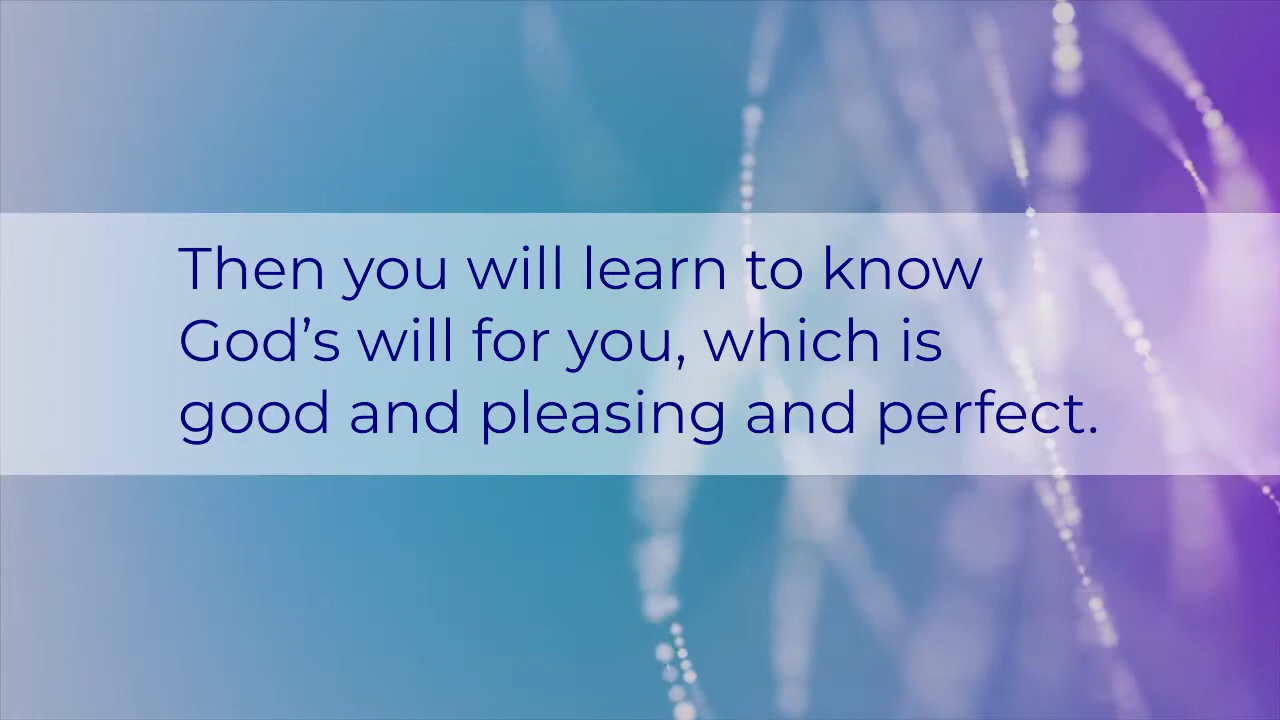 Then you will learn to know
God’s will for you, which is
good and pleasing and perfect.